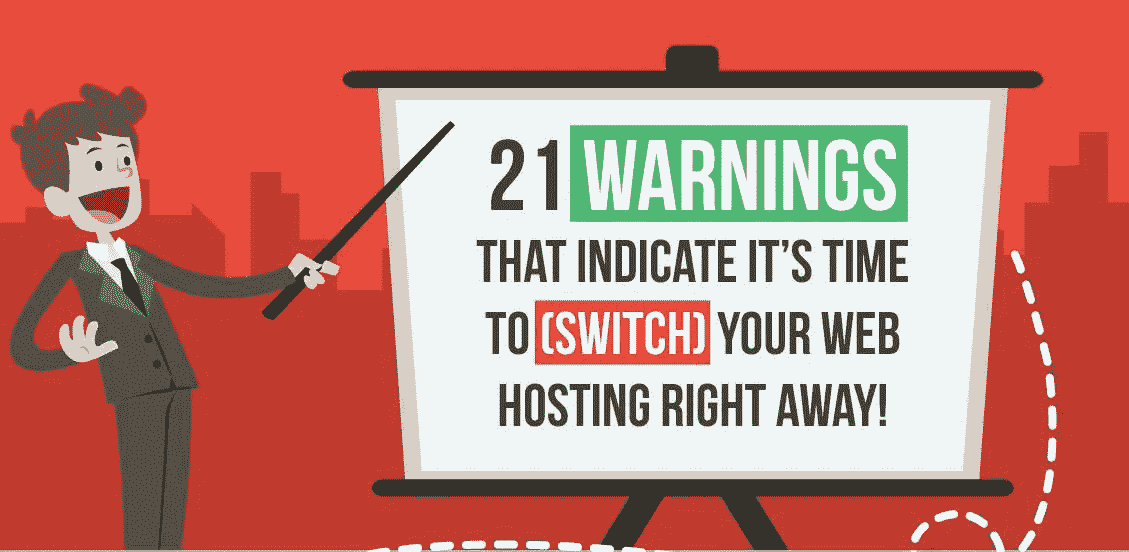 21 WARNINGS
THAT INDICATE IT'S TIME
TO (SWITCH) YOUR WEB
HOSTING RIGHT AWAY!